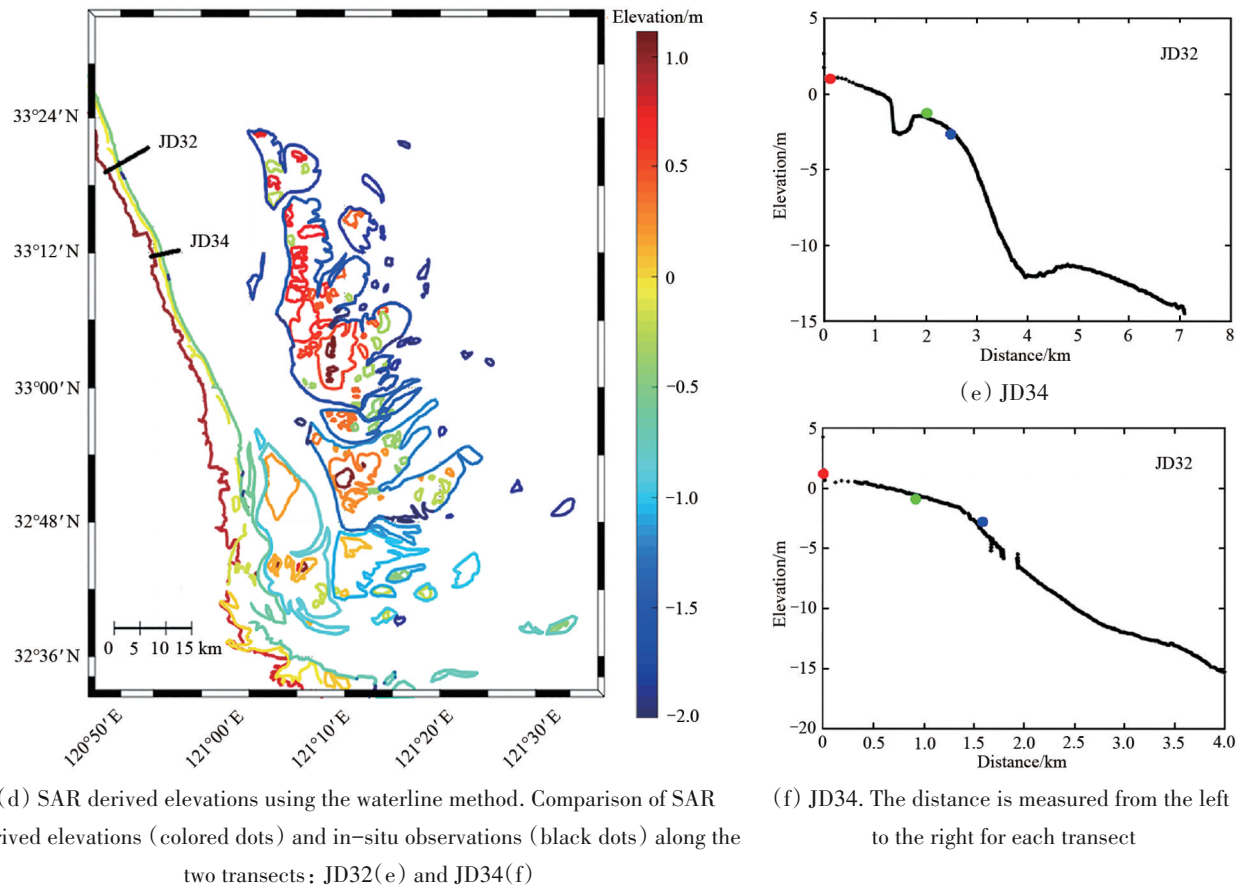 Elevation/m
1.0
0.5
0
−0.5
−1.0
−1.5
−2.0
33°24′N
33°12′N
33°00′N
32°48′N
32°36′N
JD32
JD34
0 5 10 15 km
120°50′E
121°00′E
121°10′E
121°20′E
121°30′E
(d) SAR derived elevations using the waterline method. Comparison of SAR
rived elevations (colored dots) and in-situ observations (black dots) along the
two transects: JD32(e) and JD34(f)
5
0
−5
−10
−15
Elevation/m
JD32
0 1 2 3 4 5 6 7 8
Distance/km
(e) JD34
5
0
−5
−10
−15
−20
Elevation/m
JD32
0 0.5 1.0 1.5 2.0 2.5 3.0 3.5 4.0
Distance/km
(f) JD34. The distance is measured from the left
to the right for each transect